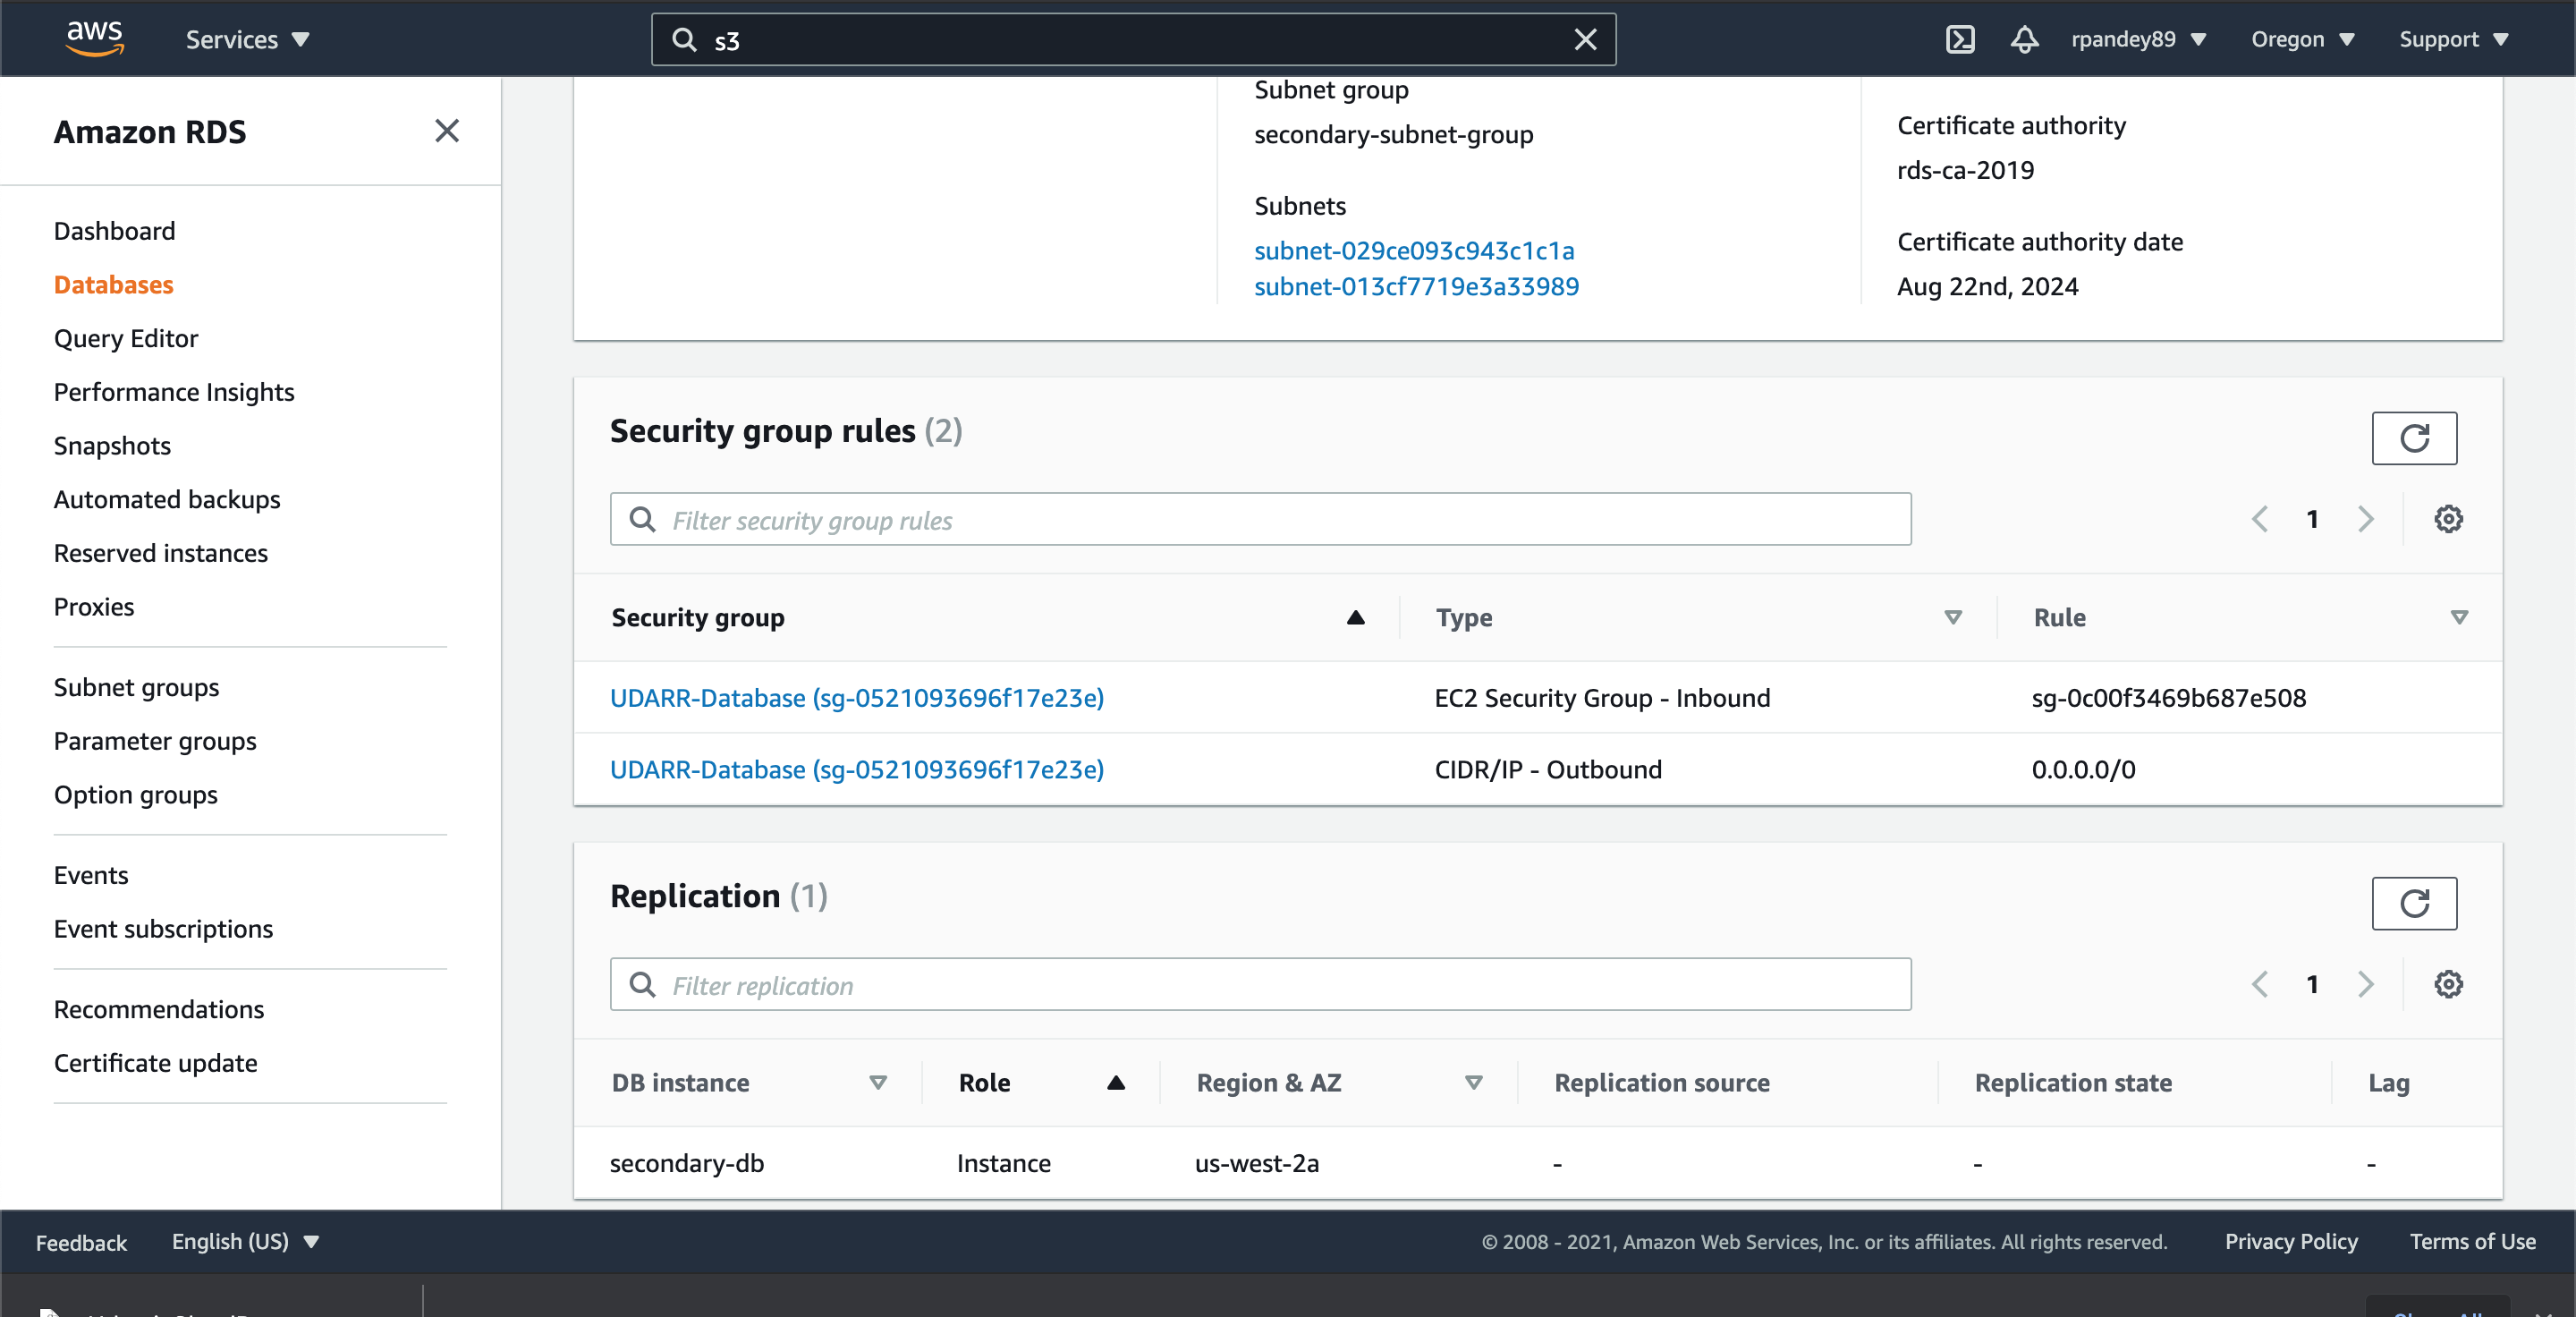 aws Services s3 rpandey89 Oregon Support
Amazon RDS
Dashboard
Databases
Query Editor
Performance Insights
Snapshots
Automated backups
Reserved instances
Proxies
Subnet groups
Parameter groups
Option groups
Events
Event subscriptions
Recommendations
Certificate update
Subnet group
secondary-subnet-group
Subnets
subnet-029ce093c943c1c1a
subnet-013cf7719e3a33989
Certificate authority
rds-ca-2019
Certificate authority date
Aug 22nd, 2024
Security group rules (2)
Filter security group rules
1
Security group Type Rule
UDARR-Database (sg-0521093696f17e23e) EC2 Security Group - Inbound sg-0c00f3469b687e508
UDARR-Database (sg-0521093696f17e23e) CIDR/IP - Outbound 0.0.0.0/0
Replication (1)
Filter replication
1
DB instance Role Region & AZ Replication source Replication state Lag
secondary-db Instance us-west-2a - - -
Feedback English (US) © 2008 - 2021, Amazon Web Services, Inc. or its affiliates. All rights reserved. Privacy Policy Terms of Use